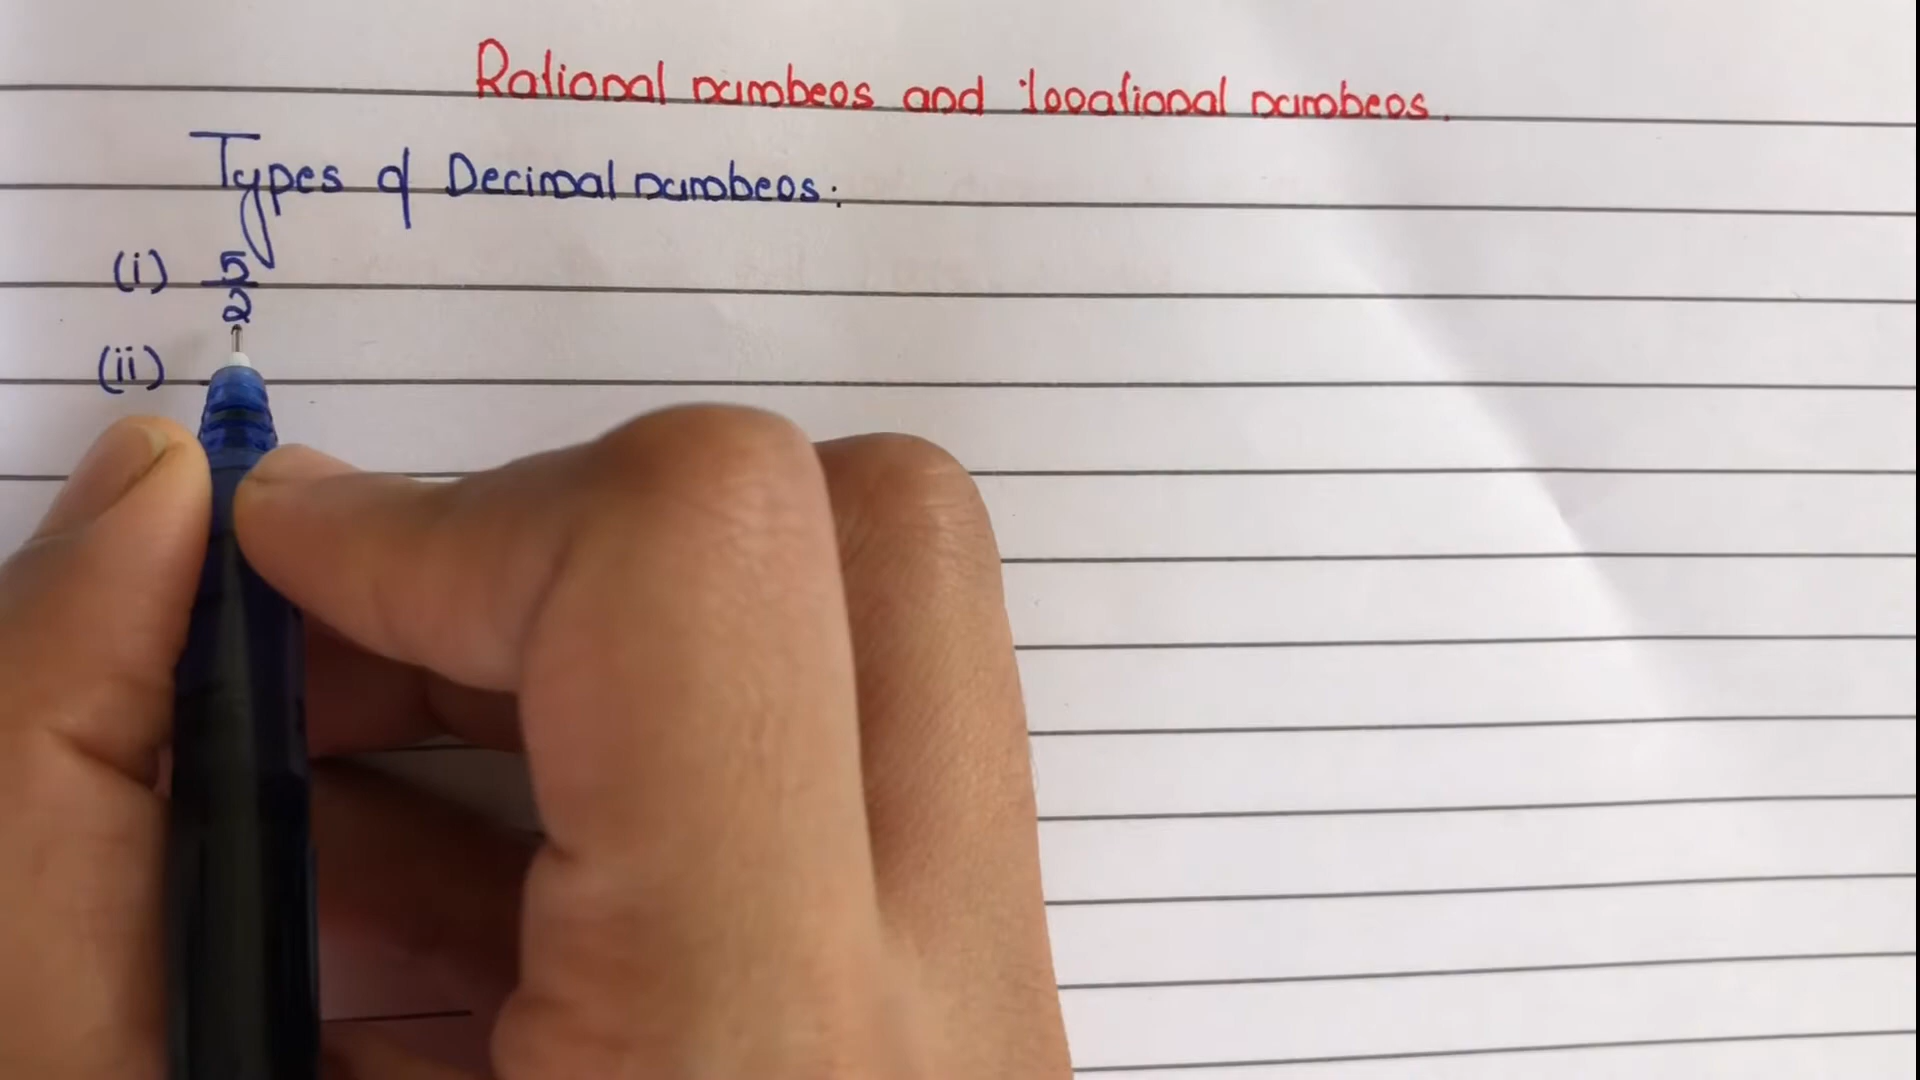 Rational numbers and irrational numbers.
Types of Decimal numbers:
(i) 5/2
(ii)